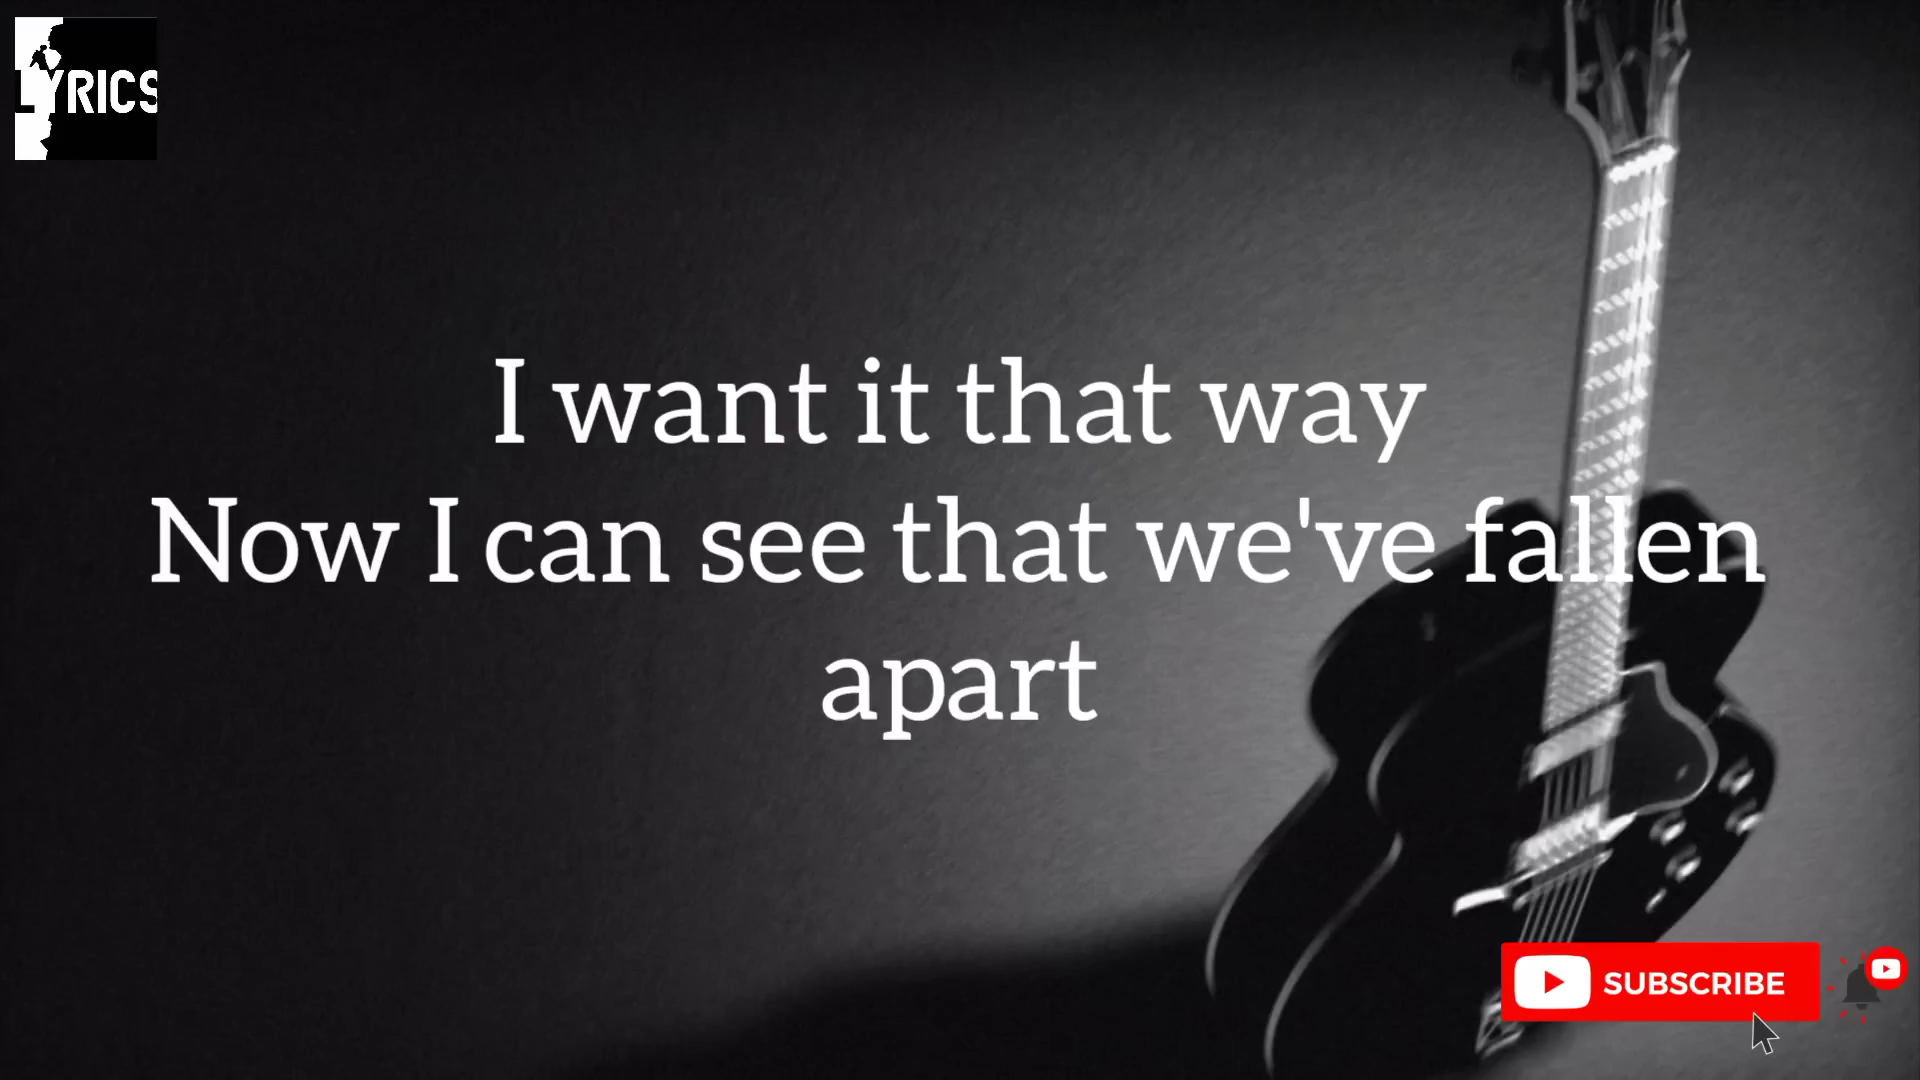 LYRICS
I want it that way
Now I can see that we've fallen
apart
SUBSCRIBE